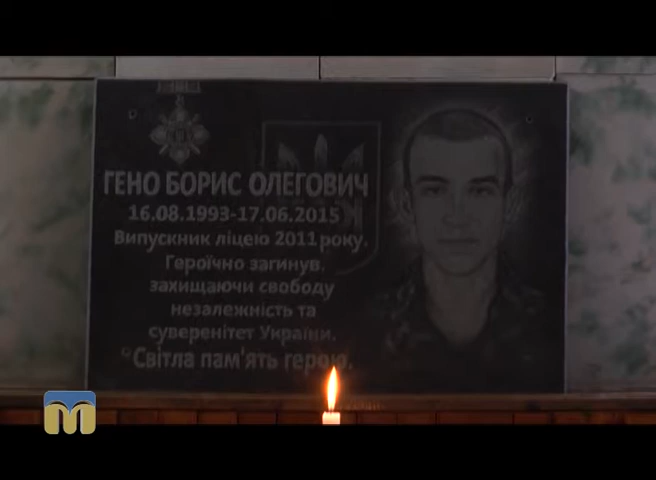 ГЕНО БОРИС ОЛЕГОВИЧ
16.08.1993-17.06.2015
Випускник ліцею 2011 року.
Героїчно загинув,
захищаючи свободу
незалежність та
суверенітет України.
Світла пам'ять герою.